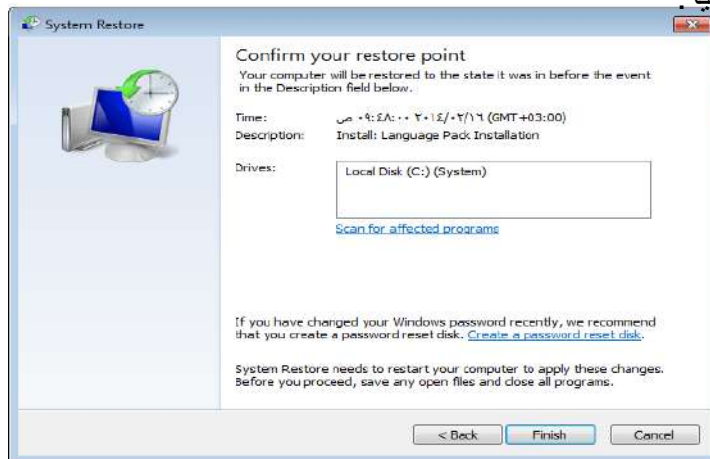 System Restore
Confirm your restore point
Your computer will be restored to the state it was in before the event
in the Description field below.
Time: ٢٠١٤/٠٢/١٦ ٠٩:٤٨:٠٠ ص (GMT+03:00)
Description: Install: Language Pack Installation
Drives: Local Disk (C:) (System)
Scan for affected programs
If you have changed your Windows password recently, we recommend
that you create a password reset disk. Create a password reset disk.
System Restore needs to restart your computer to apply these changes.
Before you proceed, save any open files and close all programs.
< Back Finish Cancel